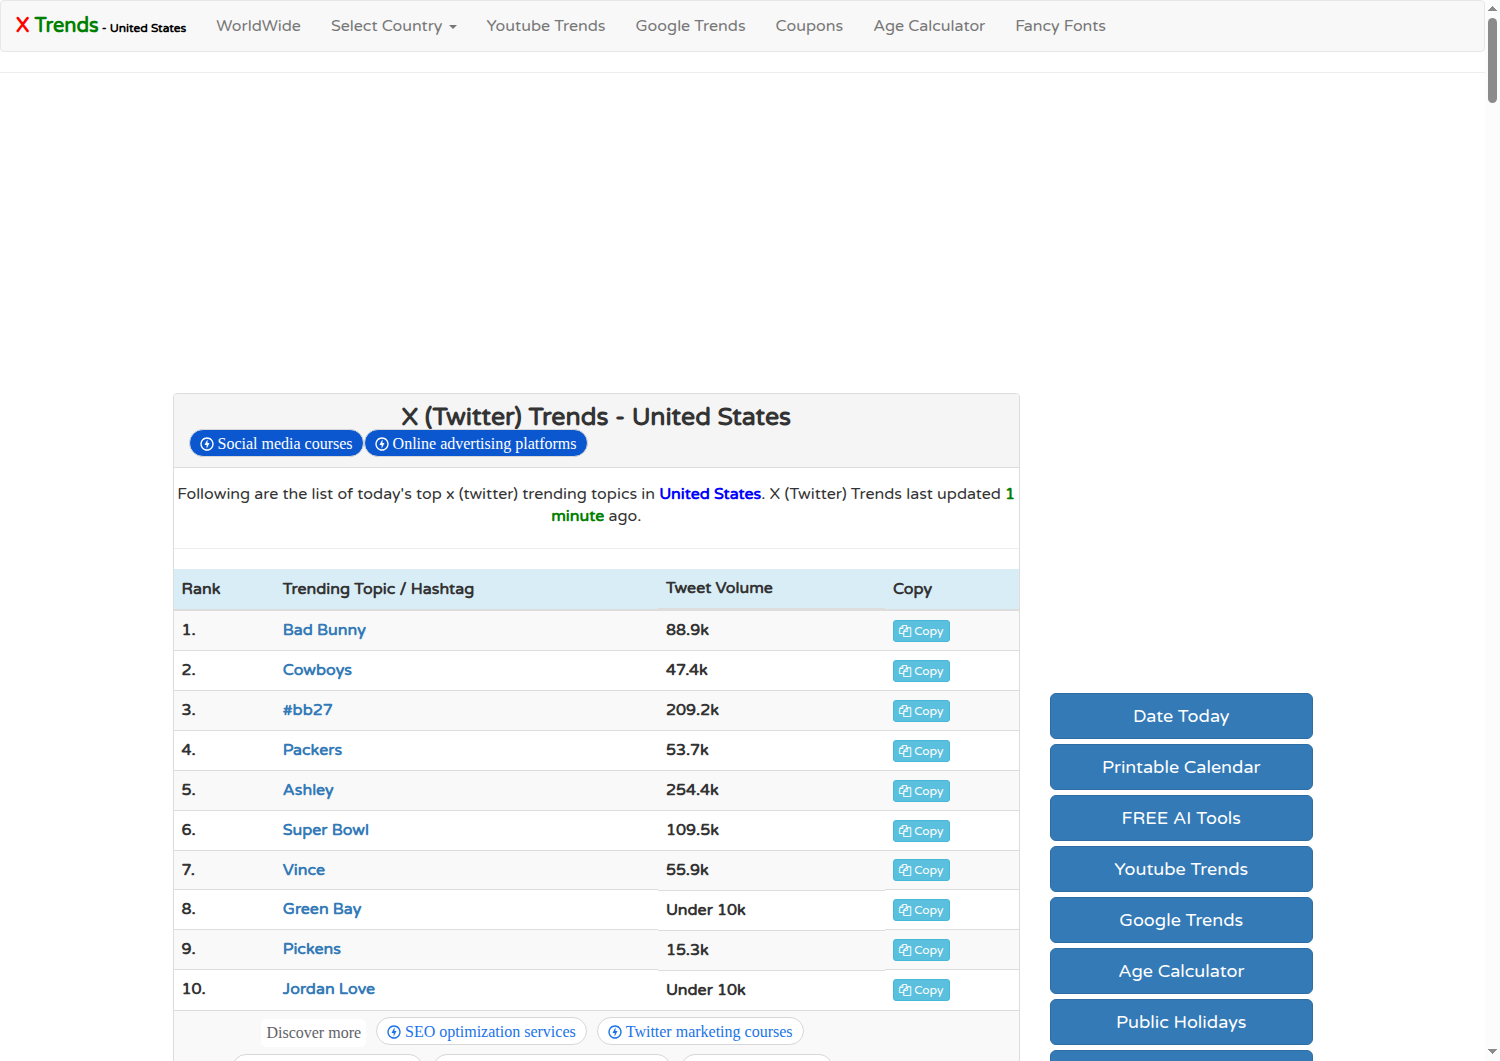 X Trends - United States WorldWide Select Country Youtube Trends Google Trends Coupons Age Calculator Fancy Fonts
X (Twitter) Trends - United States
Social media courses Online advertising platforms
Following are the list of today's top x (twitter) trending topics in United States. X (Twitter) Trends last updated 1
minute ago.
Rank Trending Topic / Hashtag Tweet Volume Copy
1. Bad Bunny 88.9k Copy
2. Cowboys 47.4k Copy
3. #bb27 209.2k Copy
4. Packers 53.7k Copy
5. Ashley 254.4k Copy
6. Super Bowl 109.5k Copy
7. Vince 55.9k Copy
8. Green Bay Under 10k Copy
9. Pickens 15.3k Copy
10. Jordan Love Under 10k Copy
Discover more SEO optimization services Twitter marketing courses
Date Today
Printable Calendar
FREE AI Tools
Youtube Trends
Google Trends
Age Calculator
Public Holidays